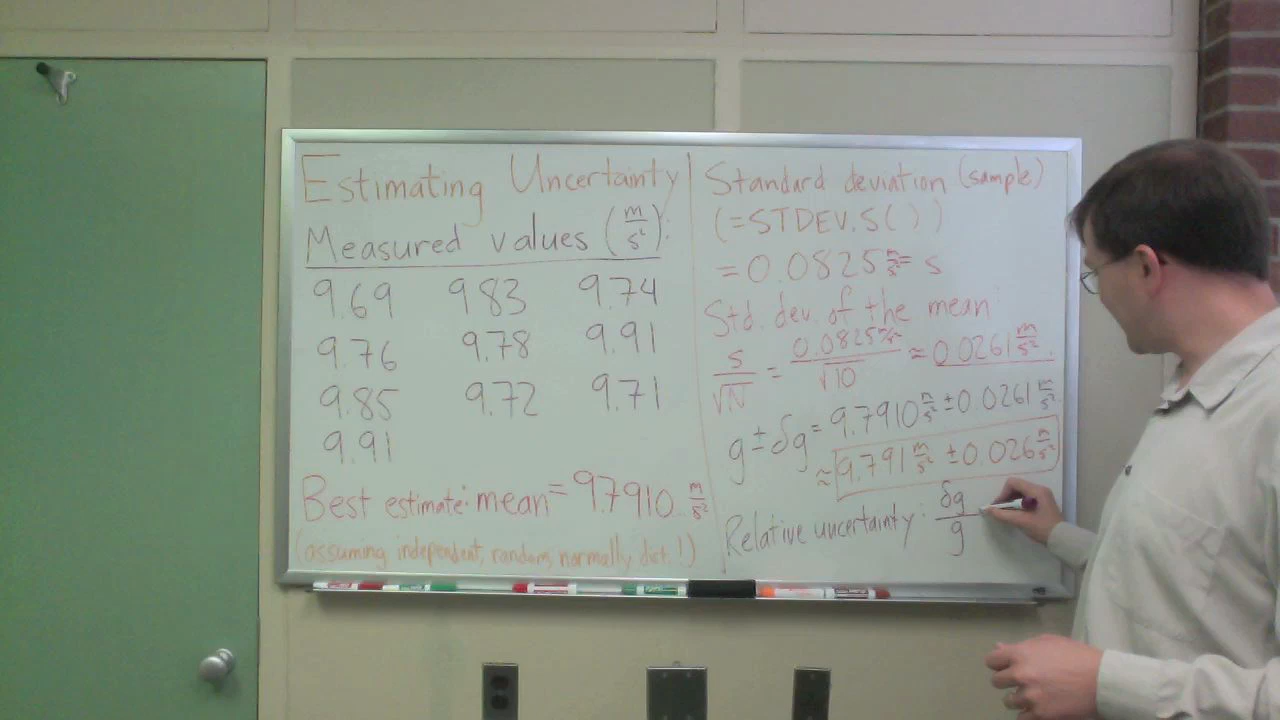 Estimating Uncertainty
Measured values (m/s²):
9.69 9.83 9.74
9.76 9.78 9.91
9.85 9.72 9.71
9.91
Best estimate: mean = 9.7910 m/s²
(assuming independent, random, normally dist.!)
Standard deviation (sample)
(=STDEV.S( ))
= 0.0825 m/s² = s
Std. dev. of the mean:
s/√N = 0.0825 m/s²/√10 ≈ 0.0261 m/s².
g ± δg = 9.7910 m/s² ± 0.0261 m/s².
≈ 9.791 m/s² ± 0.026 m/s²
Relative uncertainty: δg/g